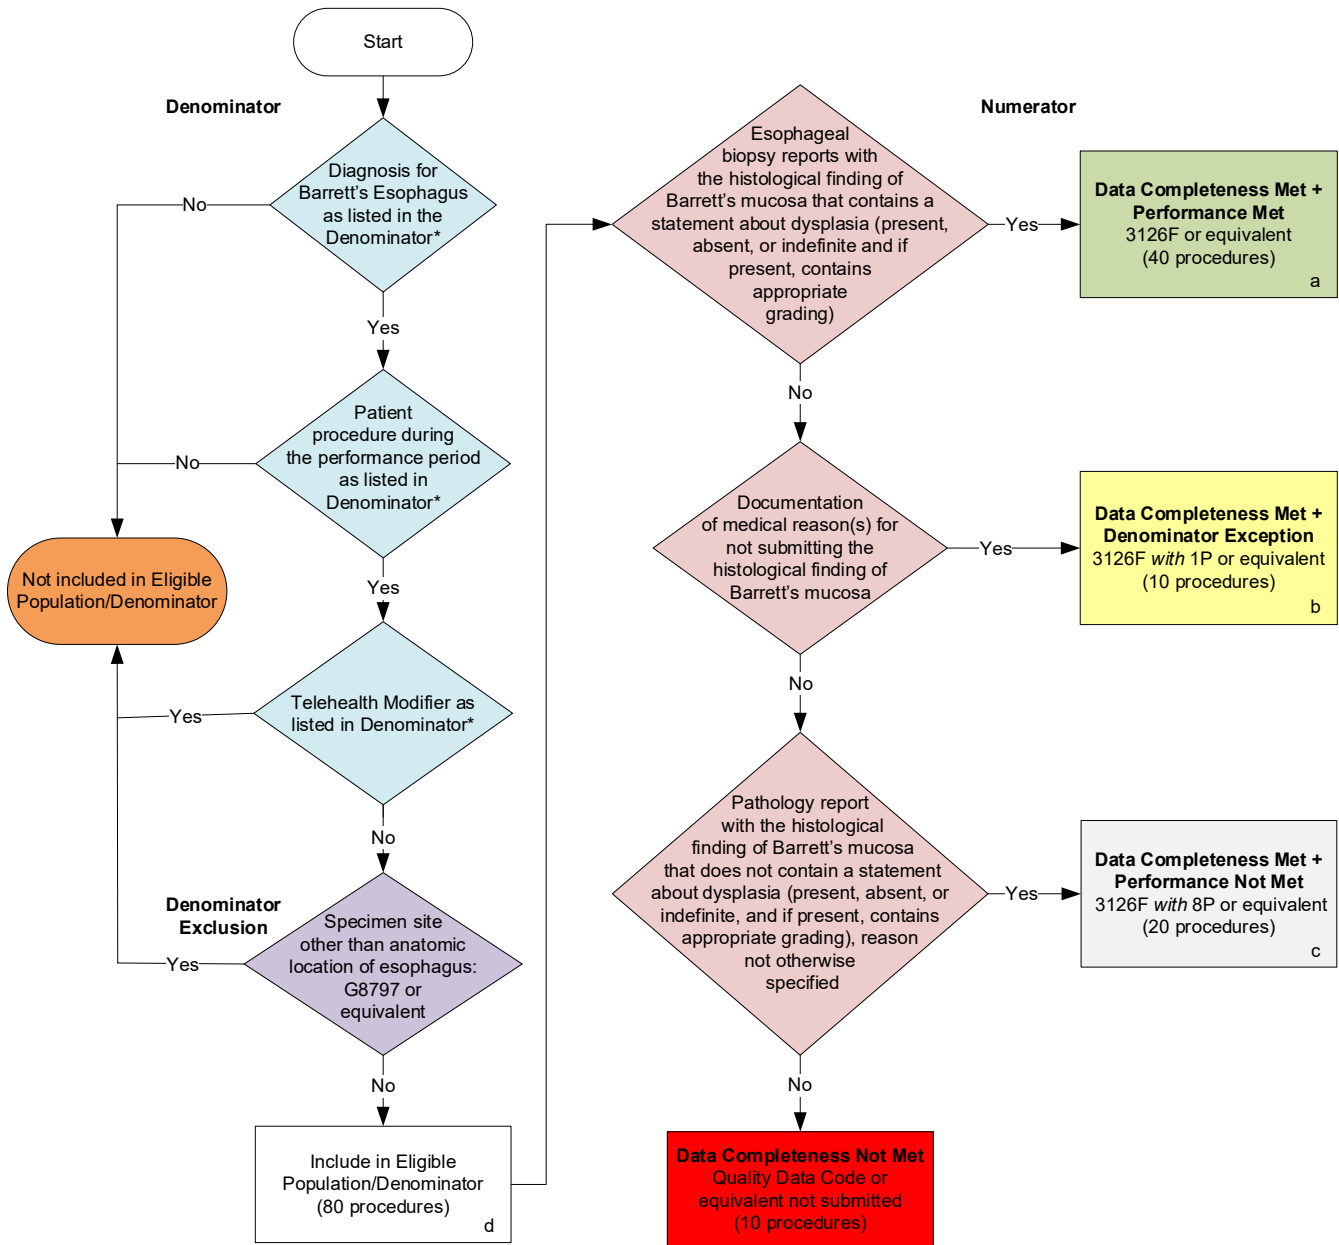 Start
Denominator
Diagnosis for
Barrett's Esophagus
as listed in the
Denominator*
No
Yes
Patient
procedure during
the performance period
as listed in
Denominator*
No
Yes
Not included in Eligible
Population/Denominator
Telehealth Modifier as
listed in Denominator*
Yes
No
Denominator
Exclusion
Specimen site
other than anatomic
location of esophagus:
G8797 or
equivalent
Yes
No
Include in Eligible
Population/Denominator
(80 procedures)
d
Numerator
Esophageal
biopsy reports with
the histological finding of
Barrett's mucosa that contains a
statement about dysplasia (present,
absent, or indefinite and if
present, contains
appropriate
grading)
Yes
Data Completeness Met +
Performance Met
3126F or equivalent
(40 procedures)
a
No
Documentation
of medical reason(s) for
not submitting the
histological finding of
Barrett's mucosa
Yes
Data Completeness Met +
Denominator Exception
3126F with 1P or equivalent
(10 procedures)
b
No
Pathology report
with the histological
finding of Barrett's mucosa
that does not contain a statement
about dysplasia (present, absent, or
indefinite, and if present, contains
appropriate grading), reason
not otherwise
specified
Yes
Data Completeness Met +
Performance Not Met
3126F with 8P or equivalent
(20 procedures)
c
No
Data Completeness Not Met
Quality Data Code or
equivalent not submitted
(10 procedures)